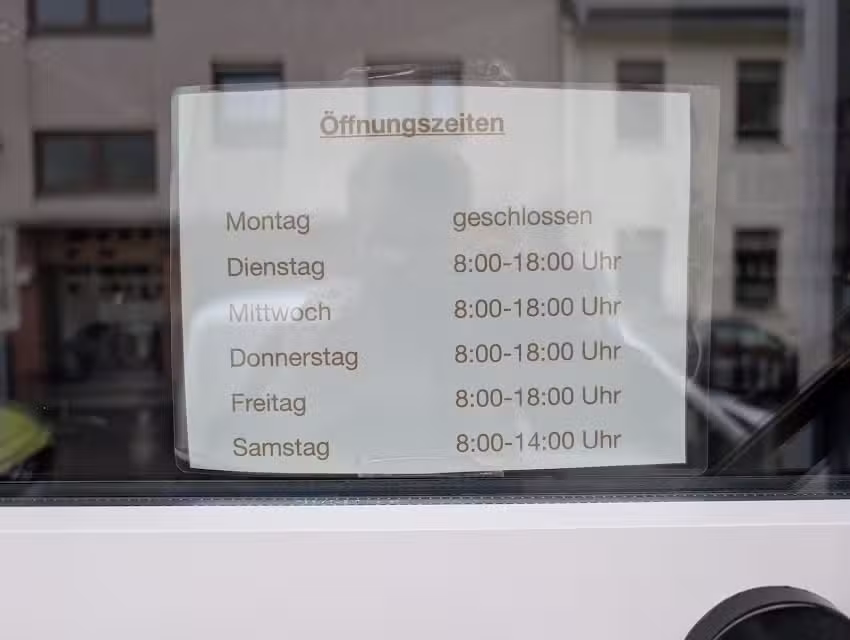 Öffnungszeiten
Montag geschlossen
Dienstag 8:00-18:00 Uhr
Mittwoch 8:00-18:00 Uhr
Donnerstag 8:00-18:00 Uhr
Freitag 8:00-18:00 Uhr
Samstag 8:00-14:00 Uhr